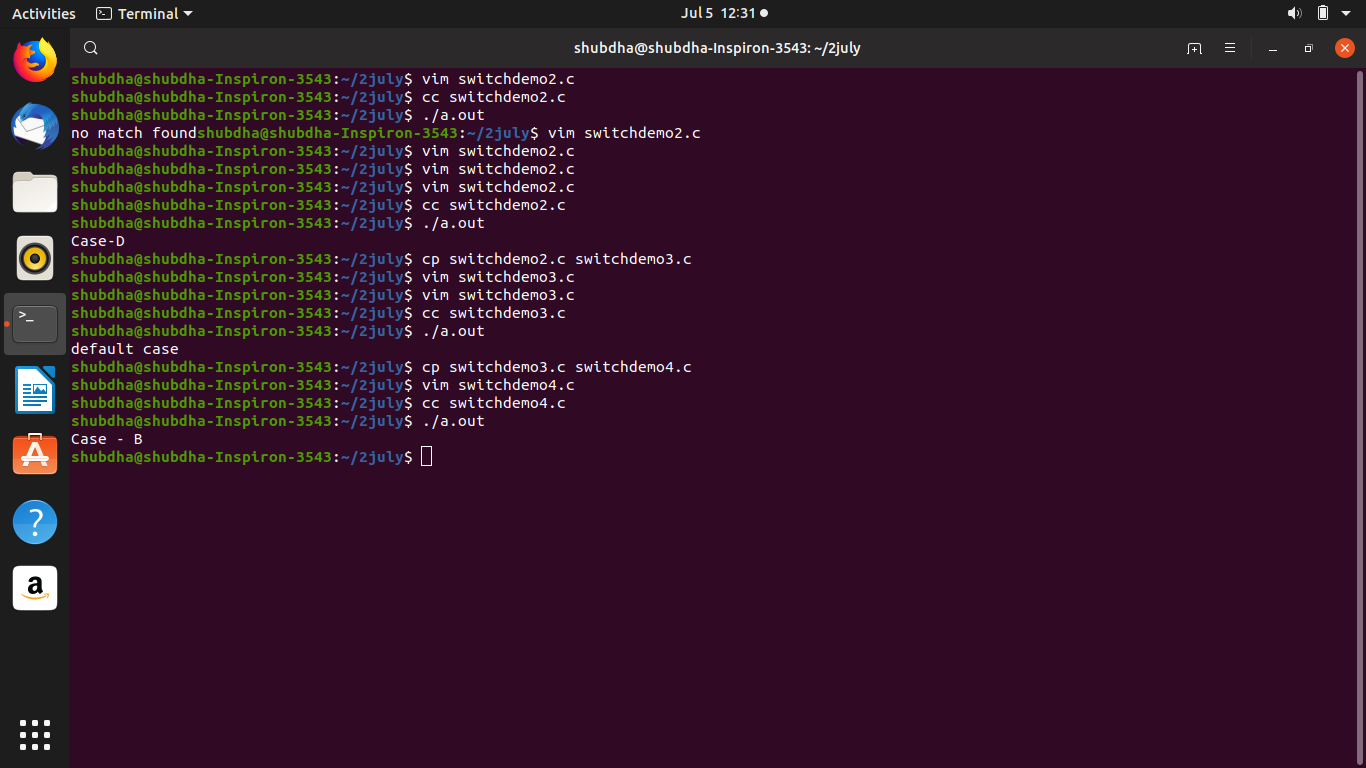 Activities Terminal Jul 5 12:31
shubdha@shubdha-Inspiron-3543: ~/2july
shubdha@shubdha-Inspiron-3543:~/2july$ vim switchdemo2.c
shubdha@shubdha-Inspiron-3543:~/2july$ cc switchdemo2.c
shubdha@shubdha-Inspiron-3543:~/2july$ ./a.out
no match foundshubdha@shubdha-Inspiron-3543:~/2july$ vim switchdemo2.c
shubdha@shubdha-Inspiron-3543:~/2july$ vim switchdemo2.c
shubdha@shubdha-Inspiron-3543:~/2july$ vim switchdemo2.c
shubdha@shubdha-Inspiron-3543:~/2july$ vim switchdemo2.c
shubdha@shubdha-Inspiron-3543:~/2july$ cc switchdemo2.c
shubdha@shubdha-Inspiron-3543:~/2july$ ./a.out
Case-D
shubdha@shubdha-Inspiron-3543:~/2july$ cp switchdemo2.c switchdemo3.c
shubdha@shubdha-Inspiron-3543:~/2july$ vim switchdemo3.c
shubdha@shubdha-Inspiron-3543:~/2july$ vim switchdemo3.c
shubdha@shubdha-Inspiron-3543:~/2july$ cc switchdemo3.c
shubdha@shubdha-Inspiron-3543:~/2july$ ./a.out
default case
shubdha@shubdha-Inspiron-3543:~/2july$ cp switchdemo3.c switchdemo4.c
shubdha@shubdha-Inspiron-3543:~/2july$ vim switchdemo4.c
shubdha@shubdha-Inspiron-3543:~/2july$ cc switchdemo4.c
shubdha@shubdha-Inspiron-3543:~/2july$ ./a.out
Case - B
shubdha@shubdha-Inspiron-3543:~/2july$